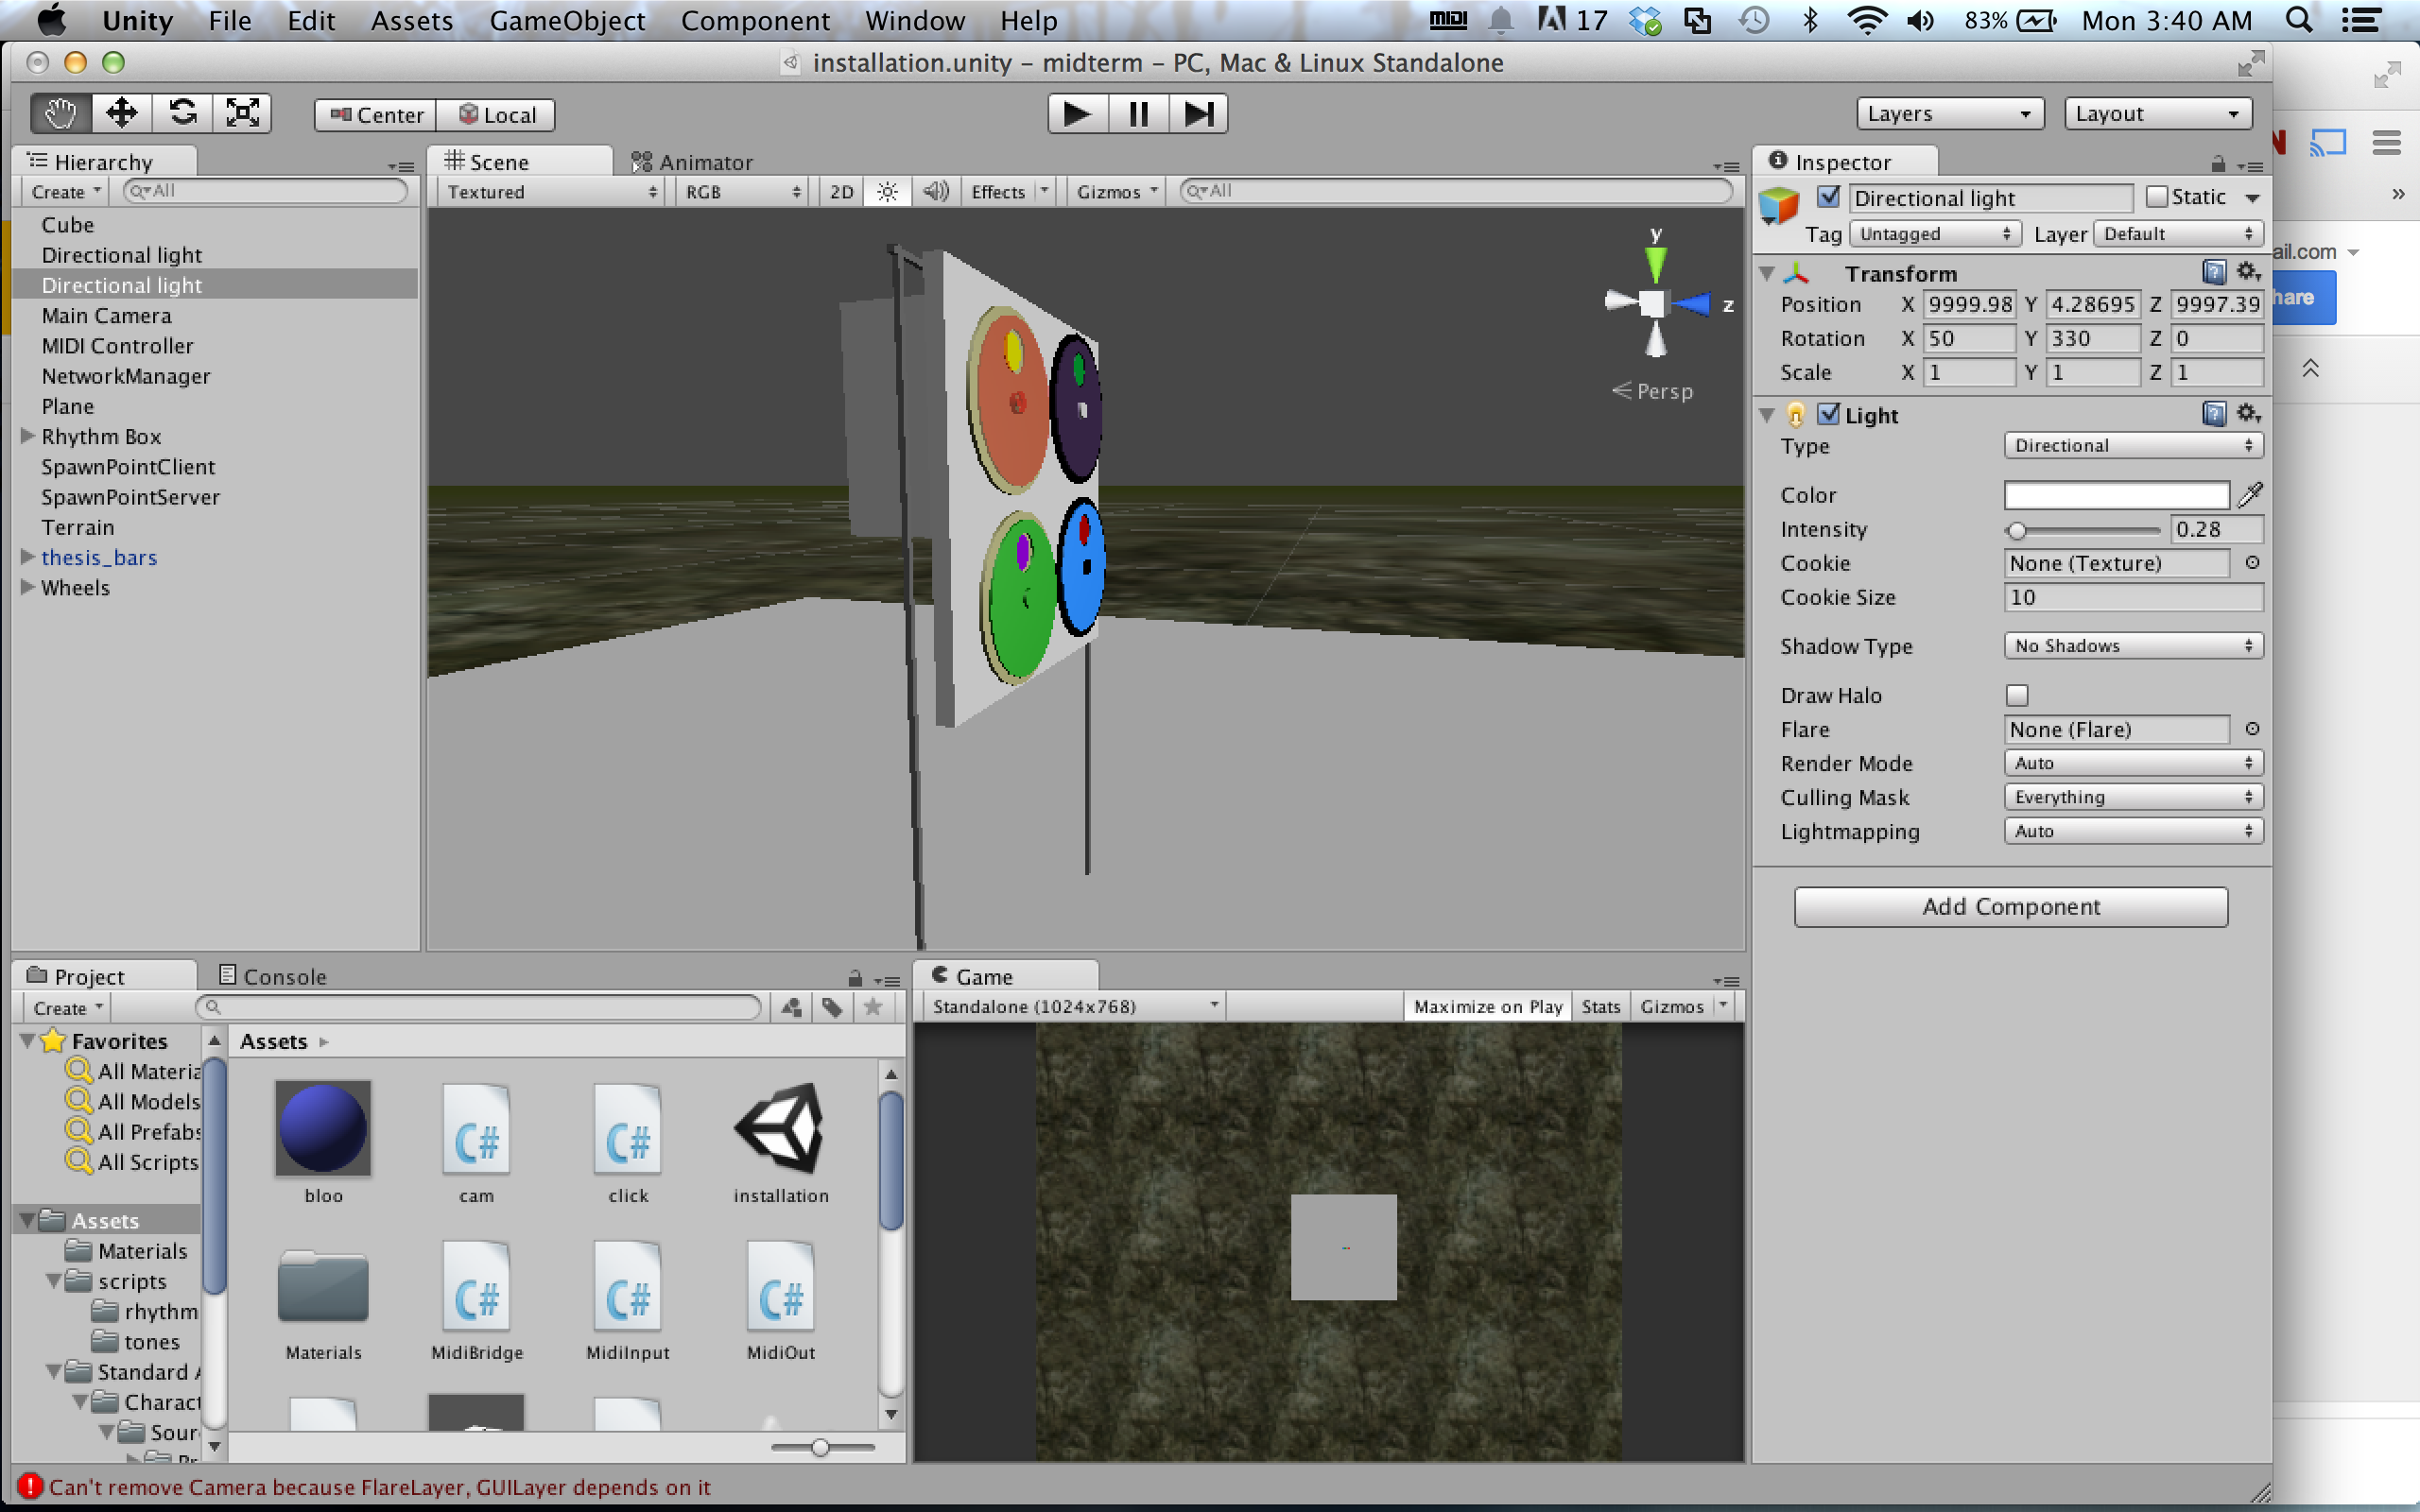 Unity File Edit Assets GameObject Component Window Help MIDI 17 83% Mon 3:40 AM
installation.unity – midterm – PC, Mac & Linux Standalone
Center Local Layers Layout
Hierarchy
Create All
Cube
Directional light
Directional light
Main Camera
MIDI Controller
NetworkManager
Plane
Rhythm Box
SpawnPointClient
SpawnPointServer
Terrain
thesis_bars
Wheels
Scene Animator
Textured RGB 2D Effects Gizmos All
y
z
Persp
Inspector
Directional light Static
Tag Untagged Layer Default
Transform
Position X 9999.98 Y 4.28695 Z 9997.39
Rotation X 50 Y 330 Z 0
Scale X 1 Y 1 Z 1
Light
Type Directional
Color
Intensity 0.28
Cookie None (Texture)
Cookie Size 10
Shadow Type No Shadows
Draw Halo
Flare None (Flare)
Render Mode Auto
Culling Mask Everything
Lightmapping Auto
Add Component
N
»
ail.com
hare
Project Console
Create
Favorites
All Materia
All Models
All Prefabs
All Scripts
Assets
Materials
scripts
rhythm
tones
Standard A
Charact
Sour
Pr
Assets
bloo cam click installation
C# C#
Materials MidiBridge MidiInput MidiOut
C# C# C#
Game
Standalone (1024x768) Maximize on Play Stats Gizmos
Can't remove Camera because FlareLayer, GUILayer depends on it